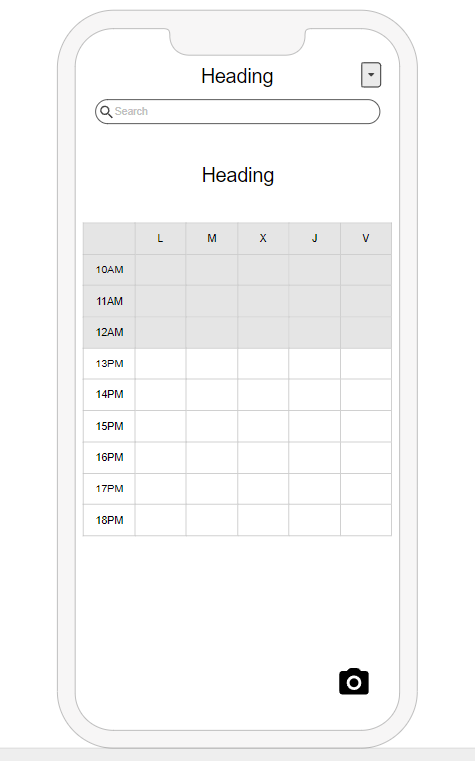 Heading
Search
Heading
L M X J V
10AM
11AM
12AM
13PM
14PM
15PM
16PM
17PM
18PM